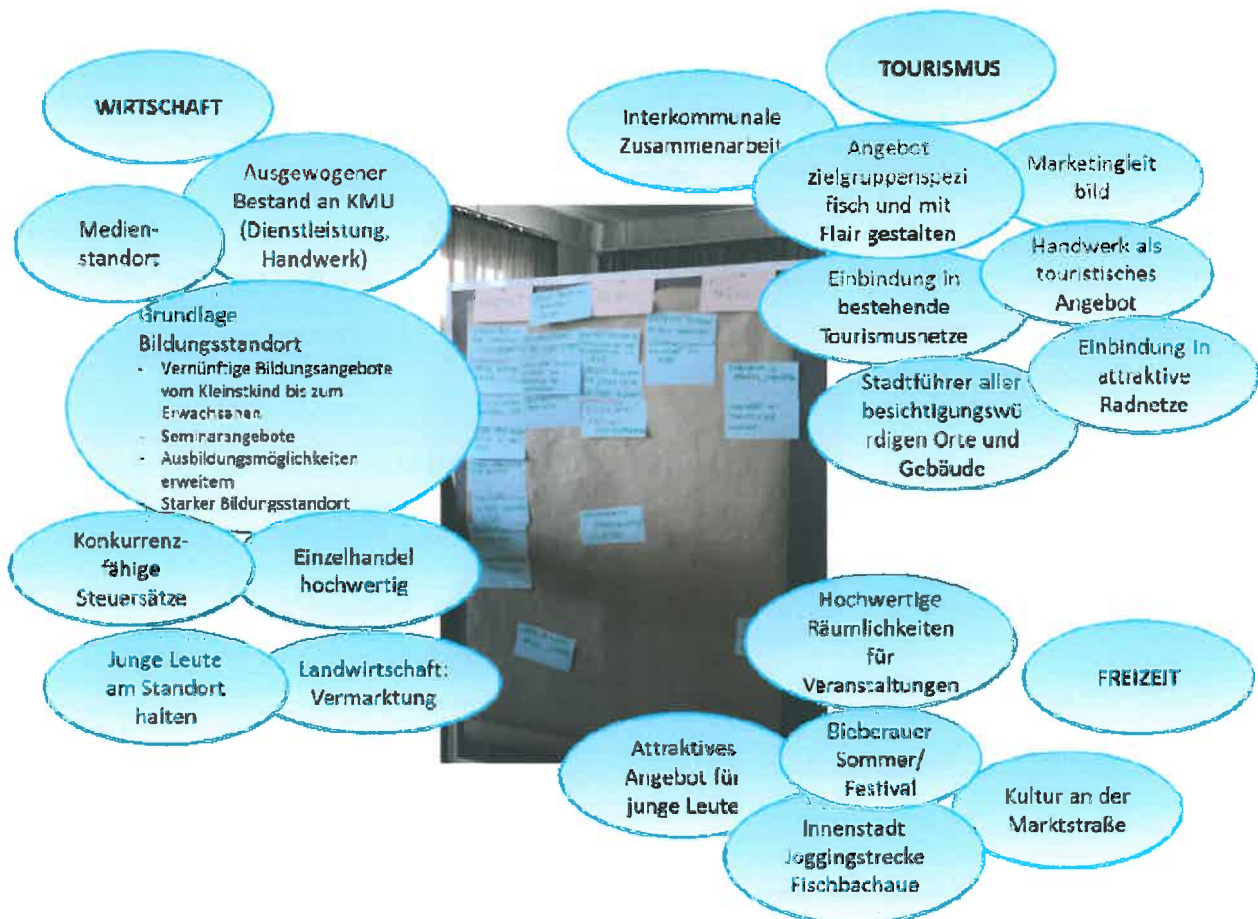 WIRTSCHAFT
Ausgewogener
Bestand an KMU
(Dienstleistung,
Handwerk)
Medien-
standort
Grundlage
Bildungsstandort
- Vernünftige Bildungsangebote
vom Kleinstkind bis zum
Erwachsenen
- Seminarangebote
- Ausbildungsmöglichkeiten
erweitern
- Starker Bildungsstandort
Konkurrenz-
fähige
Steuersätze
Einzelhandel
hochwertig
Junge Leute
am Standort
halten
Landwirtschaft:
Vermarktung
TOURISMUS
Interkommunale
Zusammenarbeit
Angebot
zielgruppenspezi
fisch und mit
Flair gestalten
Marketingleit
bild
Handwerk als
touristisches
Angebot
Einbindung in
bestehende
Tourismusnetze
Einbindung in
attraktive
Radnetze
Stadtführer aller
besichtigungswü
rdigen Orte und
Gebäude
Hochwertige
Räumlichkeiten
für
Veranstaltungen
FREIZEIT
Bieberauer
Sommer/
Festival
Attraktives
Angebot für
junge Leute
Kultur an der
Marktstraße
Innenstadt
Joggingstrecke
Fischbachaue